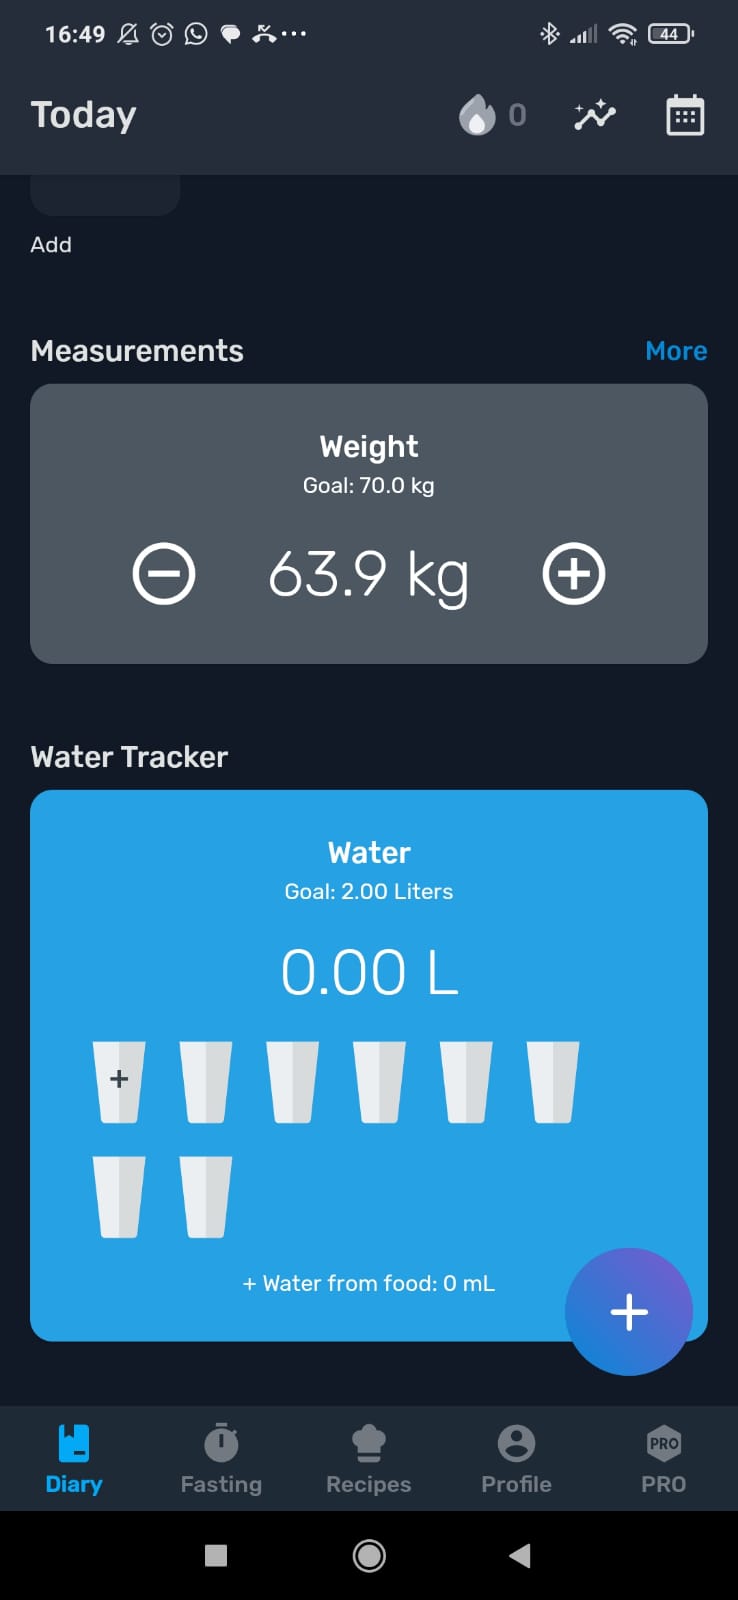 16:49
44
Today
0
Add
Measurements
More
Weight
Goal: 70.0 kg
63.9 kg
Water Tracker
Water
Goal: 2.00 Liters
0.00 L
+
+ Water from food: 0 mL
+
Diary
Fasting
Recipes
Profile
PRO
PRO